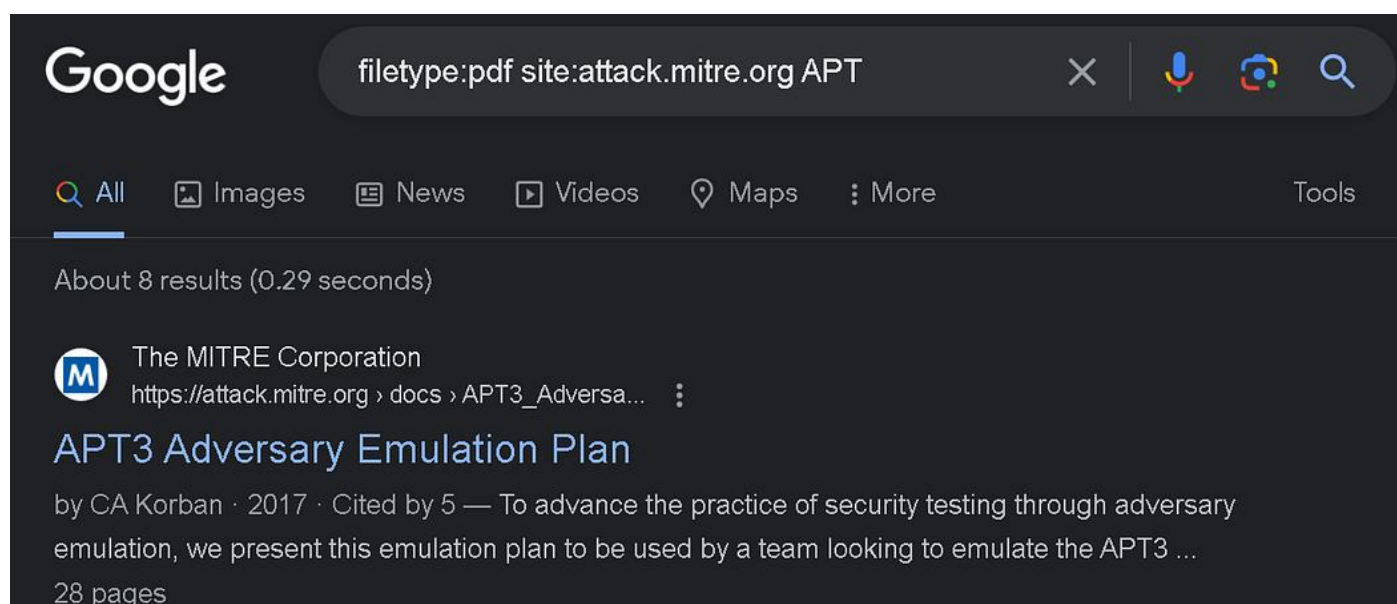 Google
filetype:pdf site:attack.mitre.org APT
All Images News Videos Maps More Tools
About 8 results (0.29 seconds)
M
The MITRE Corporation
https://attack.mitre.org › docs › APT3_Adversa...
APT3 Adversary Emulation Plan
by CA Korban · 2017 · Cited by 5 — To advance the practice of security testing through adversary
emulation, we present this emulation plan to be used by a team looking to emulate the APT3 ...
28 pages